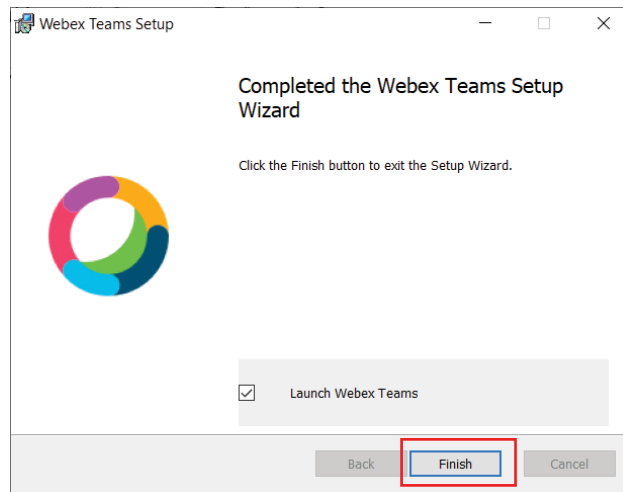 Webex Teams Setup
Completed the Webex Teams Setup
Wizard
Click the Finish button to exit the Setup Wizard.
Launch Webex Teams
Back
Finish
Cancel